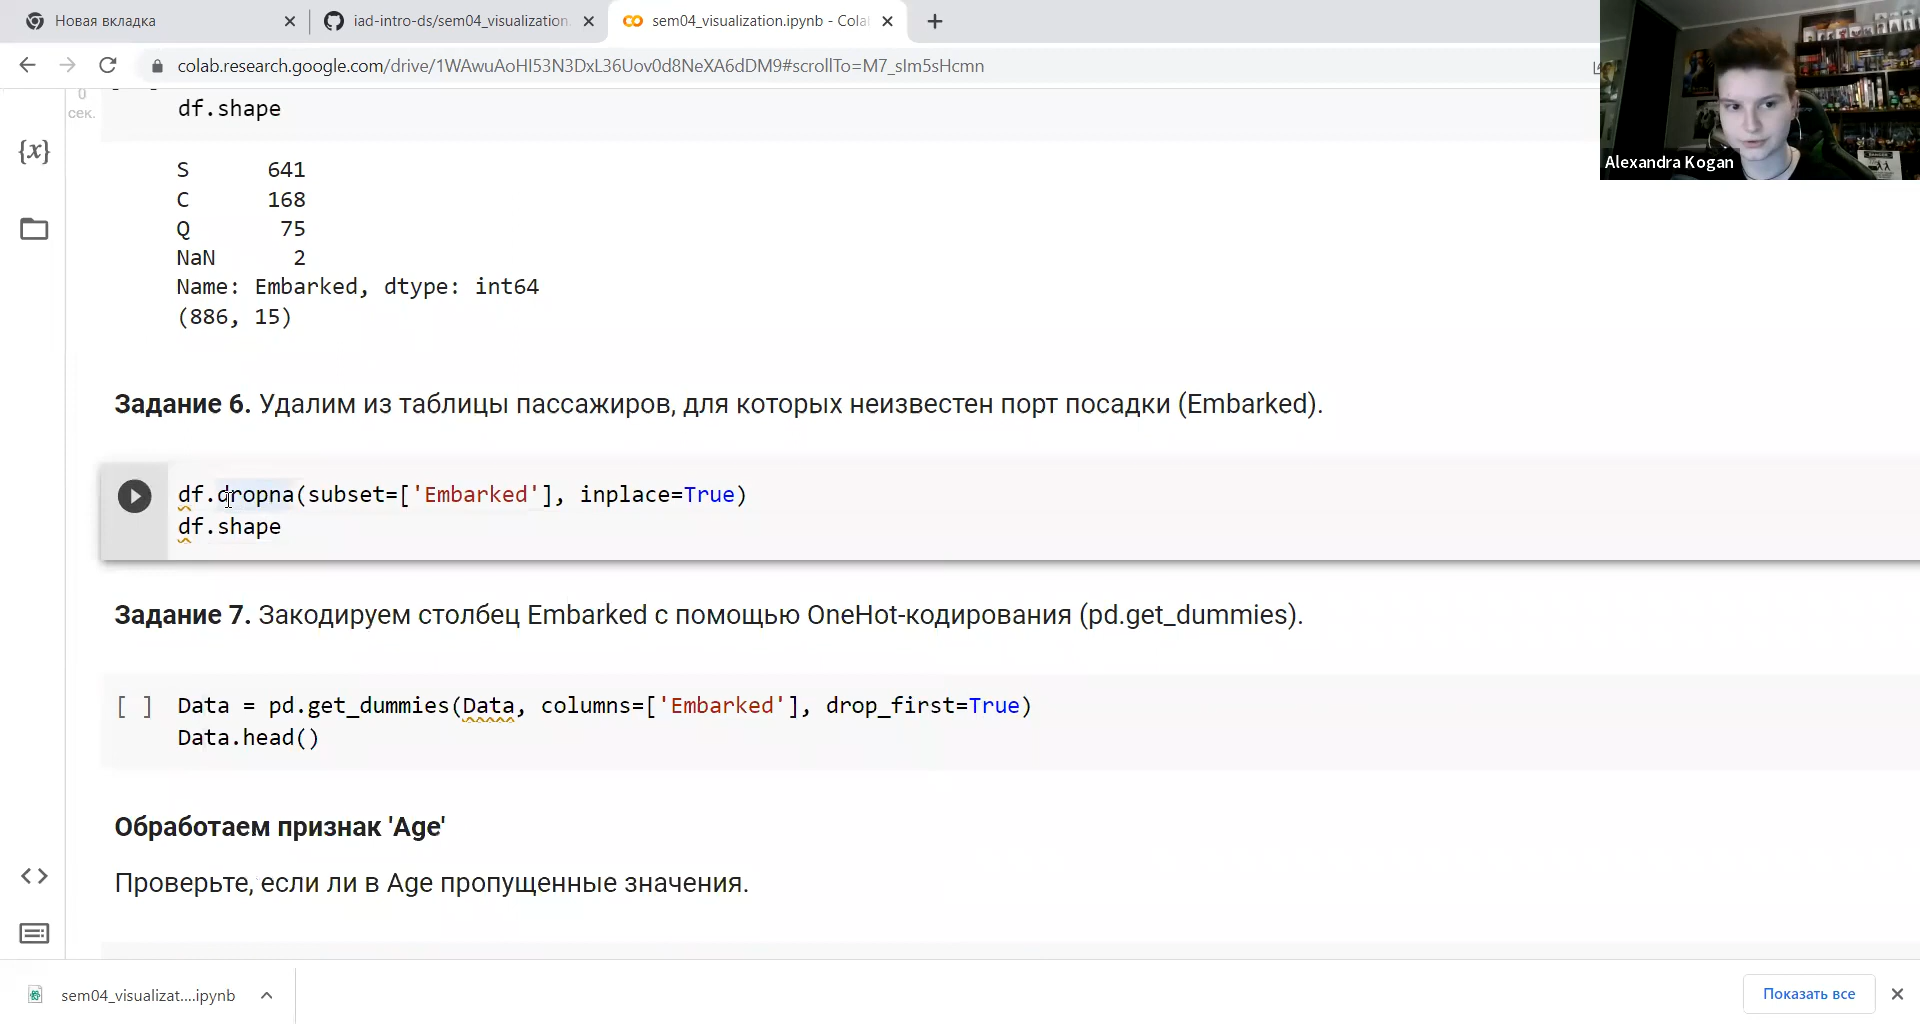 Новая вкладка
iad-intro-ds/sem04_visualization.
sem04_visualization.ipynb - Cola
colab.research.google.com/drive/1WAwuAoHI53N3DxL36Uov0d8NeXA6dDM9#scrollTo=M7_sIm5sHcmn
Alexandra Kogan
0
сек.
df.shape
{x}
S 641
C 168
Q 75
NaN 2
Name: Embarked, dtype: int64
(886, 15)
Задание 6. Удалим из таблицы пассажиров, для которых неизвестен порт посадки (Embarked).
df.dropna(subset=['Embarked'], inplace=True)
df.shape
Задание 7. Закодируем столбец Embarked с помощью OneHot-кодирования (pd.get_dummies).
[ ] Data = pd.get_dummies(Data, columns=['Embarked'], drop_first=True)
Data.head()
Обработаем признак 'Age'
Проверьте, если ли в Age пропущенные значения.
sem04_visualizat....ipynb
Показать все